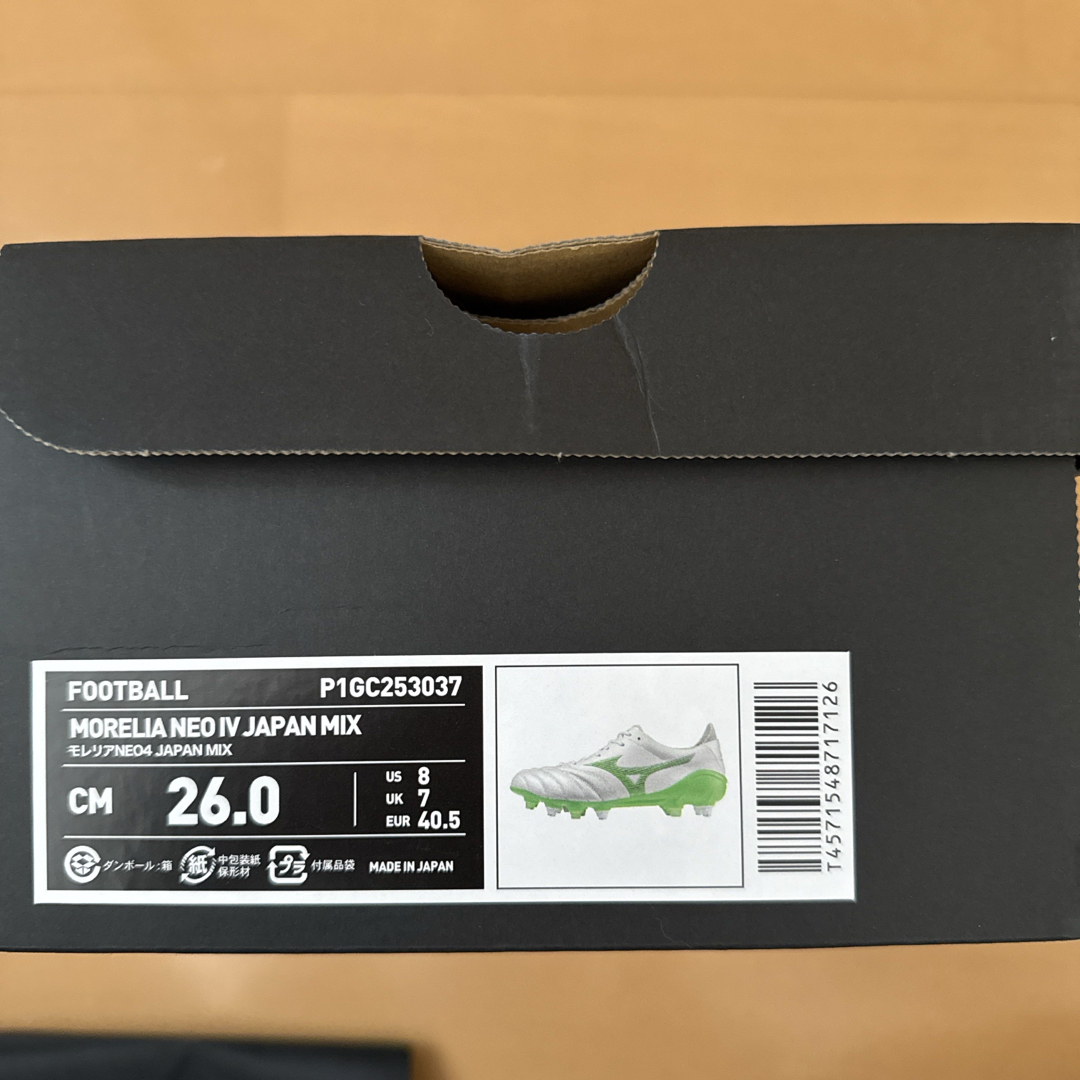 FOOTBALL P1GC253037
MORELIA NEO IV JAPAN MIX
モレリアNEO4 JAPAN MIX
CM 26.0
US 8
UK 7
EUR 40.5
ダンボール:箱
紙 中包装紙
保形材
プラ 付属品袋
MADE IN JAPAN
T4571548717126